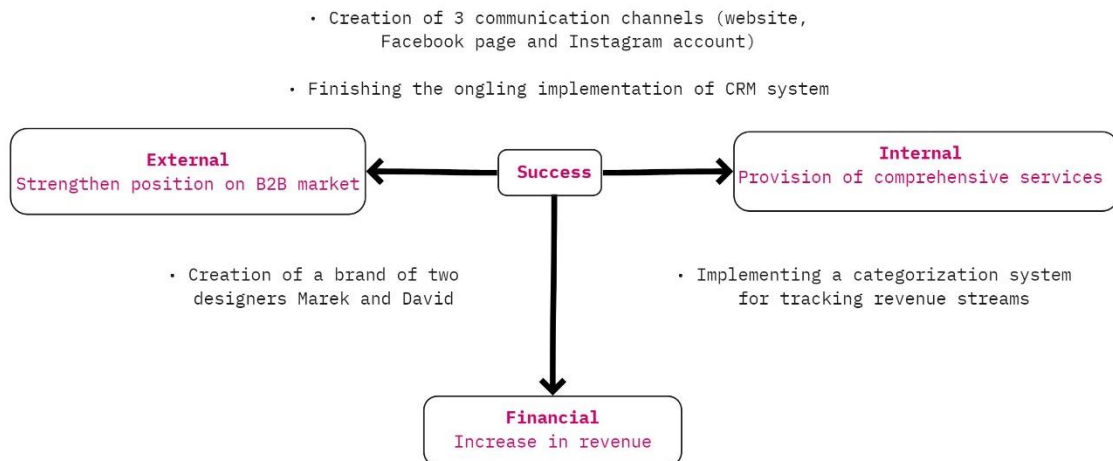 • Creation of 3 communication channels (website,
Facebook page and Instagram account)
• Finishing the ongling implementation of CRM system
External
Strengthen position on B2B market
Success
Internal
Provision of comprehensive services
• Creation of a brand of two
designers Marek and David
• Implementing a categorization system
for tracking revenue streams
Financial
Increase in revenue